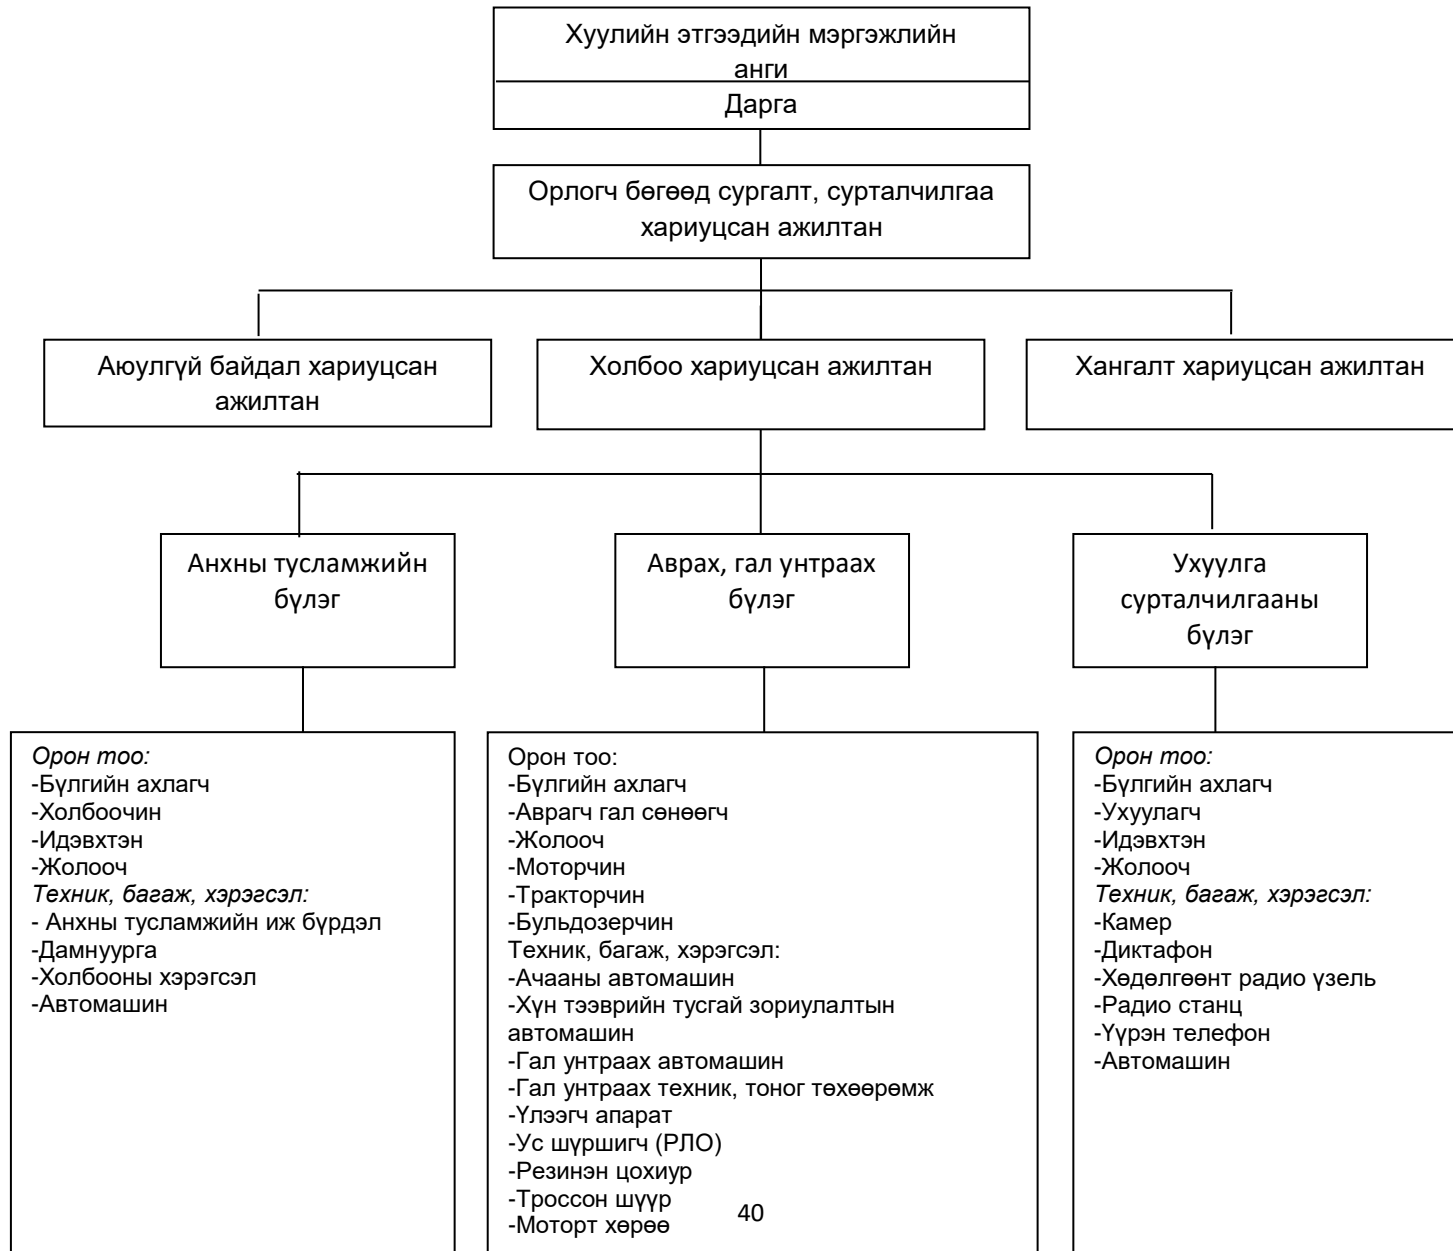 Хуулийн этгээдийн мэргэжлийн
анги
Дарга
Орлогч бөгөөд сургалт, сурталчилгаа
хариуцсан ажилтан
Аюулгүй байдал хариуцсан
ажилтан
Холбоо хариуцсан ажилтан
Хангалт хариуцсан ажилтан
Анхны тусламжийн
бүлэг
Аврах, гал унтраах
бүлэг
Ухуулга
сурталчилгааны
бүлэг
Орон тоо:
-Бүлгийн ахлагч
-Холбоочин
-Идэвхтэн
-Жолооч
Техник, багаж, хэрэгсэл:
- Анхны тусламжийн иж бүрдэл
-Дамнуурга
-Холбооны хэрэгсэл
-Автомашин
Орон тоо:
-Бүлгийн ахлагч
-Аврагч гал сөнөөгч
-Жолооч
-Моторчин
-Тракторчин
-Бульдозерчин
Техник, багаж, хэрэгсэл:
-Ачааны автомашин
-Хүн тээврийн тусгай зориулалтын
автомашин
-Гал унтраах автомашин
-Гал унтраах техник, тоног төхөөрөмж
-Үлээгч апарат
-Ус шүршигч (РЛО)
-Резинэн цохиур
-Троссон шүүр
-Моторт хөрөө
Орон тоо:
-Бүлгийн ахлагч
-Ухуулагч
-Идэвхтэн
-Жолооч
Техник, багаж, хэрэгсэл:
-Камер
-Диктафон
-Хөдөлгөөнт радио үзель
-Радио станц
-Үүрэн телефон
-Автомашин
40